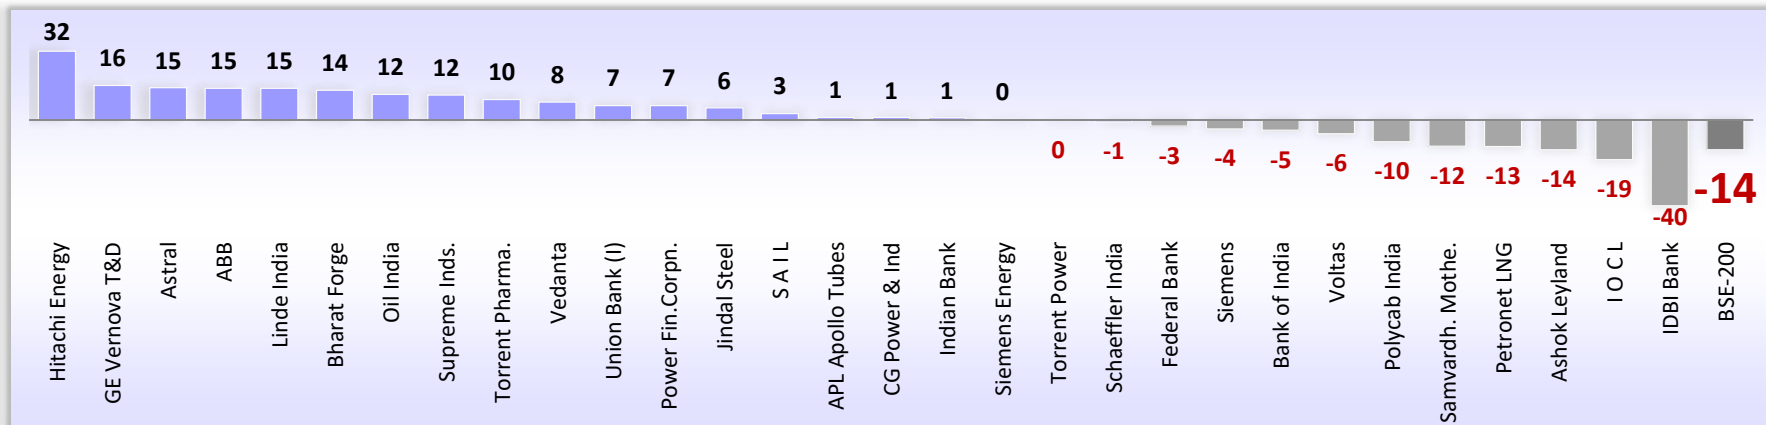 32
16
15
15
15
14
12
12
10
8
7
7
6
3
1
1
1
0
0
-1
-3
-4
-5
-6
-10
-12
-13
-14
-19
-40
-14
Hitachi Energy
GE Vernova T&D
Astral
ABB
Linde India
Bharat Forge
Oil India
Supreme Inds.
Torrent Pharma.
Vedanta
Union Bank (I)
Power Fin.Corpn.
Jindal Steel
S A I L
APL Apollo Tubes
CG Power & Ind
Indian Bank
Siemens Energy
Torrent Power
Schaeffler India
Federal Bank
Siemens
Bank of India
Voltas
Polycab India
Samvardh. Mothe.
Petronet LNG
Ashok Leyland
I O C L
IDBI Bank
BSE-200